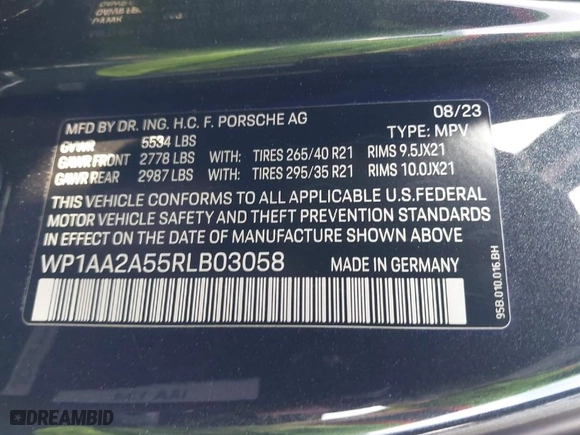 MFD BY DR. ING. H.C. F. PORSCHE AG 08/23
GVWR 5534 LBS TYPE: MPV
GAWR FRONT 2778 LBS WITH: TIRES 265/40 R21 RIMS 9.5JX21
GAWR REAR 2987 LBS WITH: TIRES 295/35 R21 RIMS 10.0JX21
THIS VEHICLE CONFORMS TO ALL APPLICABLE U.S.FEDERAL
MOTOR VEHICLE SAFETY AND THEFT PREVENTION STANDARDS
IN EFFECT ON THE DATE OF MANUFACTURE SHOWN ABOVE.
WP1AA2A55RLB03058 MADE IN GERMANY
95B.010.016.BH
DREAMBID